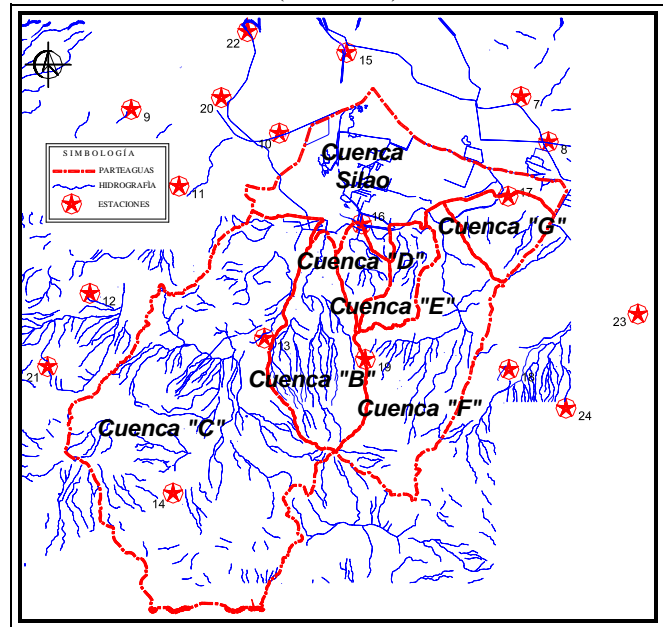 22
15
20
7
9
10
8
SIMBOLOGÍA
PARTEAGUAS
HIDROGRAFÍA
ESTACIONES
Cuenca
Silao
11
17
16
Cuenca "G"
Cuenca "D"
12
Cuenca "E"
23
13
19
21
18
Cuenca "B"
Cuenca "F"
24
Cuenca "C"
14